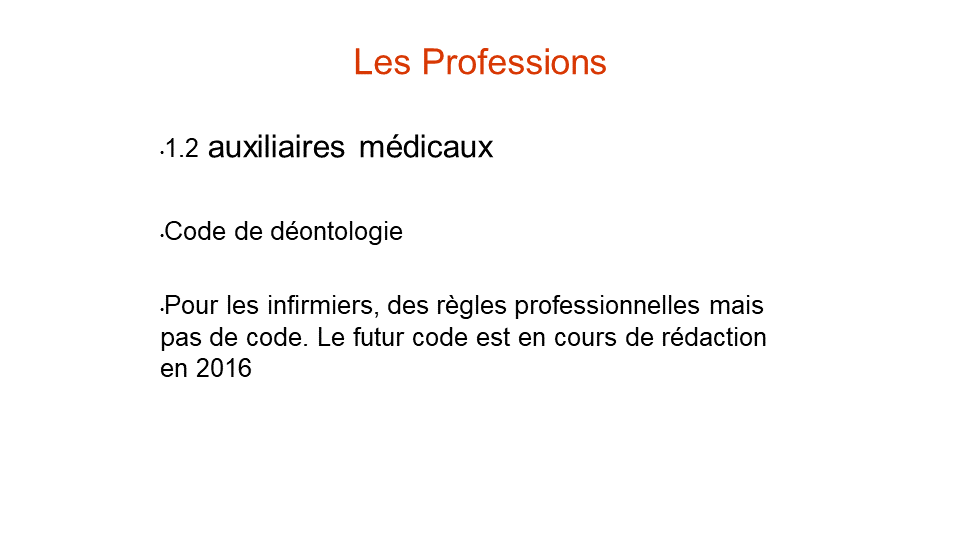 Les Professions
•1.2 auxiliaires médicaux
•Code de déontologie
•Pour les infirmiers, des règles professionnelles mais
pas de code. Le futur code est en cours de rédaction
en 2016